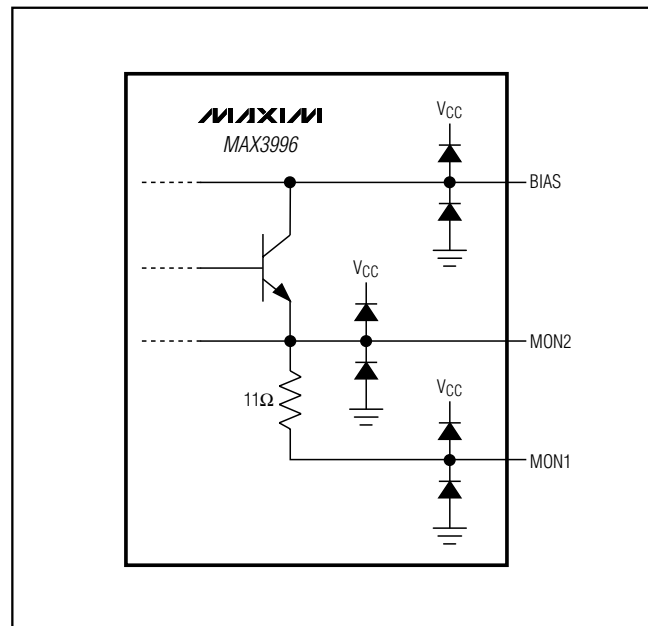 MAXIM
MAX3996
VCC
BIAS
VCC
MON2
11Ω
VCC
MON1